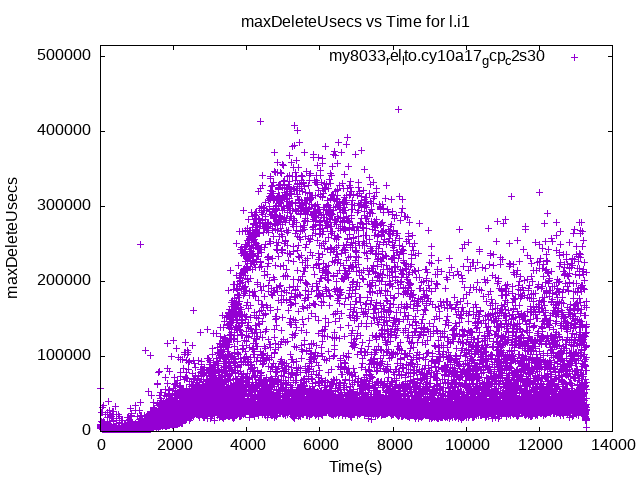 maxDeleteUsecs vs Time for l.i1
my8033rellto.cy10a17gcpc2s30
500000
400000
300000
200000
100000
0
maxDeleteUsecs
0 2000 4000 6000 8000 10000 12000 14000
Time(s)